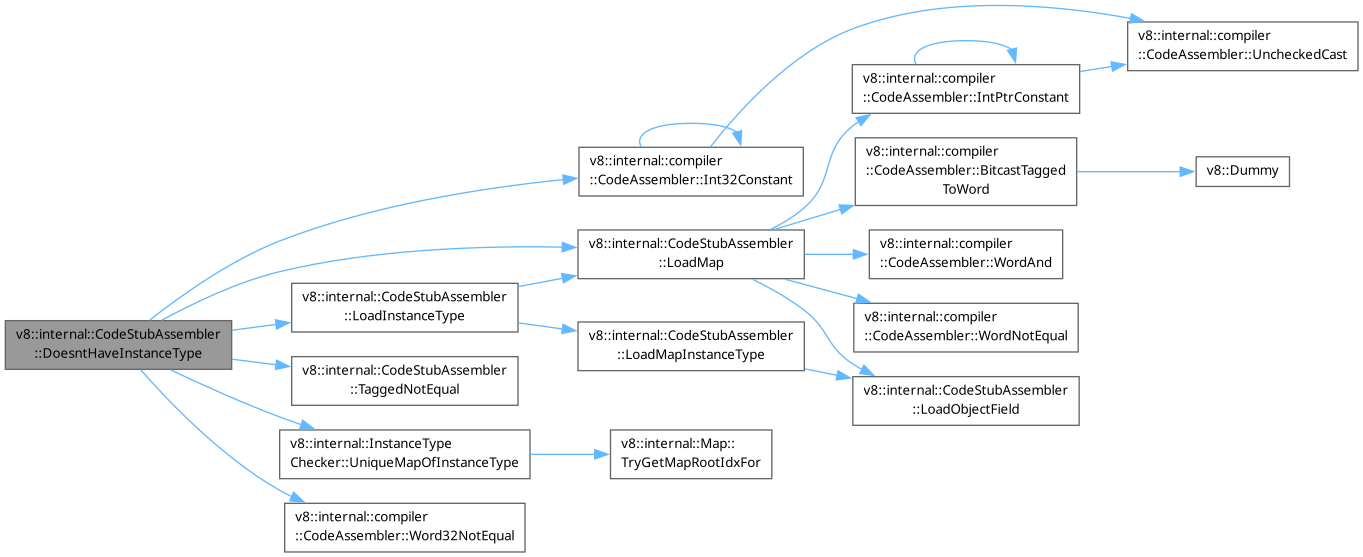 v8::internal::CodeStubAssembler
::DoesntHaveInstanceType
v8::internal::compiler
::CodeAssembler::Int32Constant
v8::internal::compiler
::CodeAssembler::UncheckedCast
v8::internal::CodeStubAssembler
::LoadMap
v8::internal::compiler
::CodeAssembler::IntPtrConstant
v8::internal::compiler
::CodeAssembler::BitcastTagged
ToWord
v8::Dummy
v8::internal::compiler
::CodeAssembler::WordAnd
v8::internal::compiler
::CodeAssembler::WordNotEqual
v8::internal::CodeStubAssembler
::LoadObjectField
v8::internal::CodeStubAssembler
::LoadInstanceType
v8::internal::CodeStubAssembler
::LoadMapInstanceType
v8::internal::CodeStubAssembler
::TaggedNotEqual
v8::internal::InstanceType
Checker::UniqueMapOfInstanceType
v8::internal::Map::
TryGetMapRootIdxFor
v8::internal::compiler
::CodeAssembler::Word32NotEqual